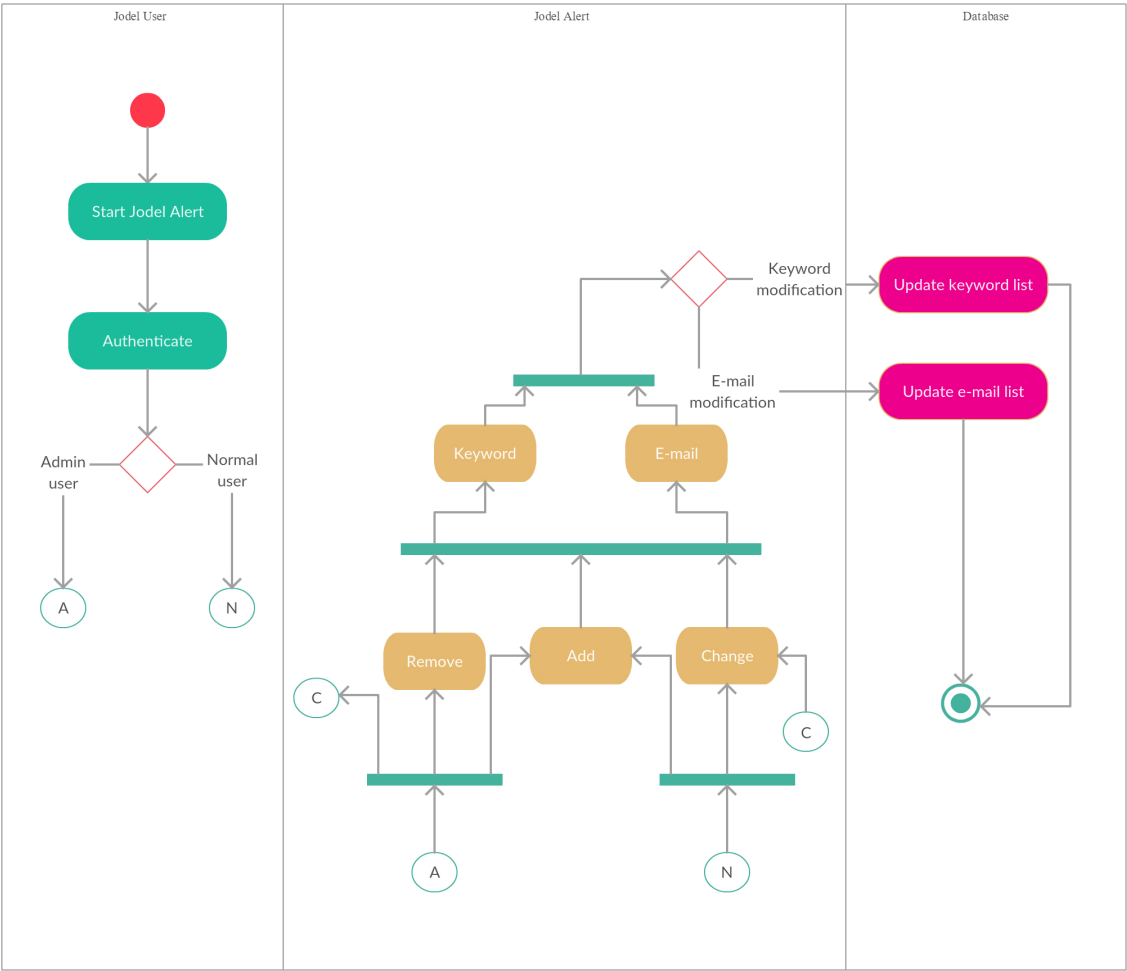 Jodel User
Jodel Alert
Database
Start Jodel Alert
Authenticate
Admin
user
Normal
user
A
N
Keyword
modification
Update keyword list
E-mail
modification
Update e-mail list
Keyword
E-mail
Remove
Add
Change
C
C
A
N